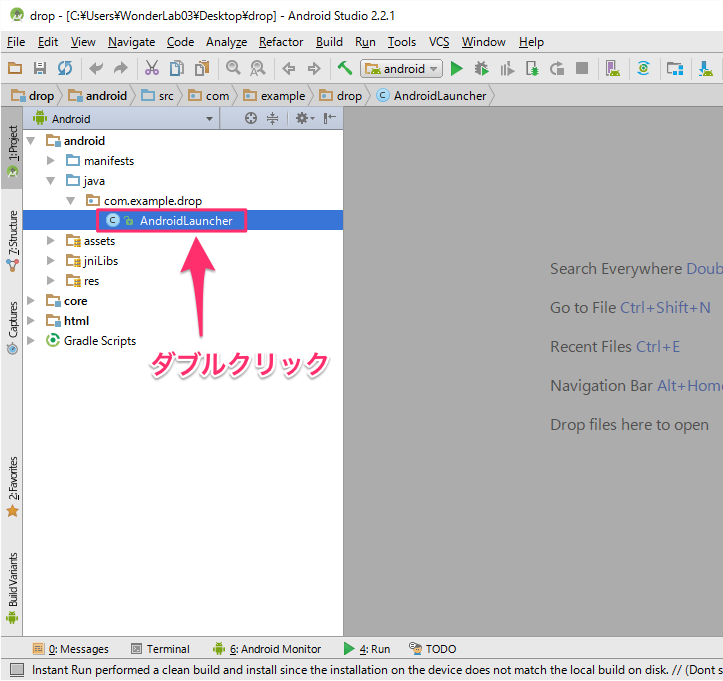 drop - [C:¥Users¥WonderLab03¥Desktop¥drop] - Android Studio 2.2.1
File Edit View Navigate Code Analyze Refactor Build Run Tools VCS Window Help
android
drop android src com example drop AndroidLauncher
Android
1: Project
7: Structure
Captures
2: Favorites
Build Variants
android
manifests
java
com.example.drop
AndroidLauncher
assets
jniLibs
res
core
html
Gradle Scripts
ダブルクリック
Search Everywhere Doub
Go to File Ctrl+Shift+N
Recent Files Ctrl+E
Navigation Bar Alt+Home
Drop files here to open
0: Messages Terminal 6: Android Monitor 4: Run TODO
Instant Run performed a clean build and install since the installation on the device does not match the local build on disk. // (Dont s